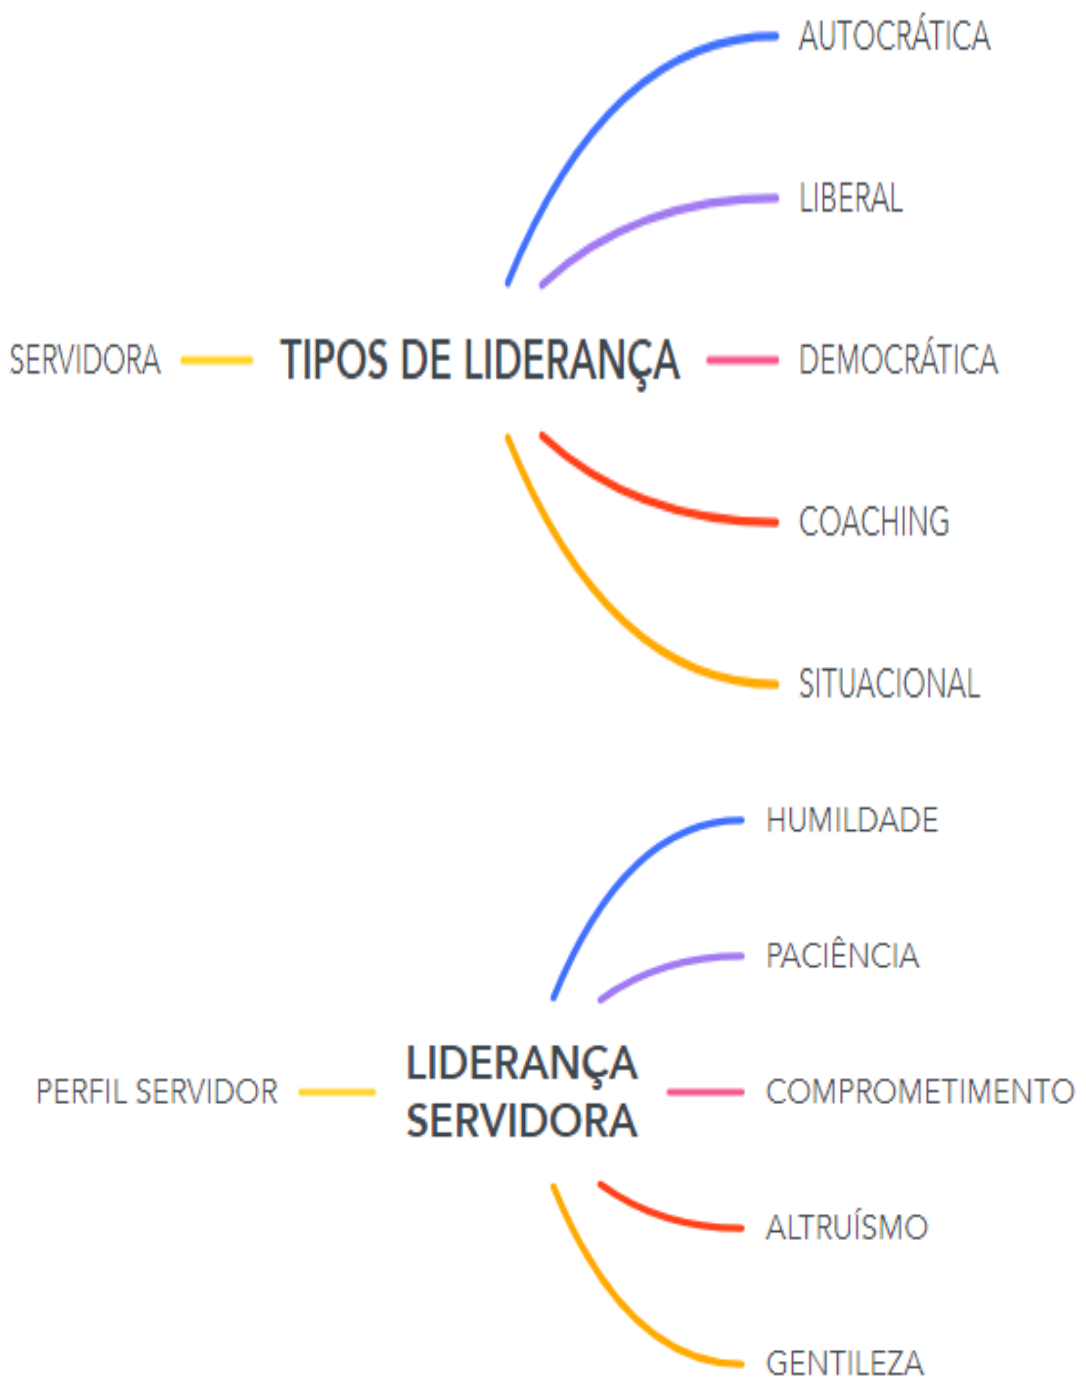 AUTOCRÁTICA
LIBERAL
SERVIDORA
TIPOS DE LIDERANÇA
DEMOCRÁTICA
COACHING
SITUACIONAL
HUMILDADE
PACIÊNCIA
PERFIL SERVIDOR
LIDERANÇA
SERVIDORA
COMPROMETIMENTO
ALTRUÍSMO
GENTILEZA